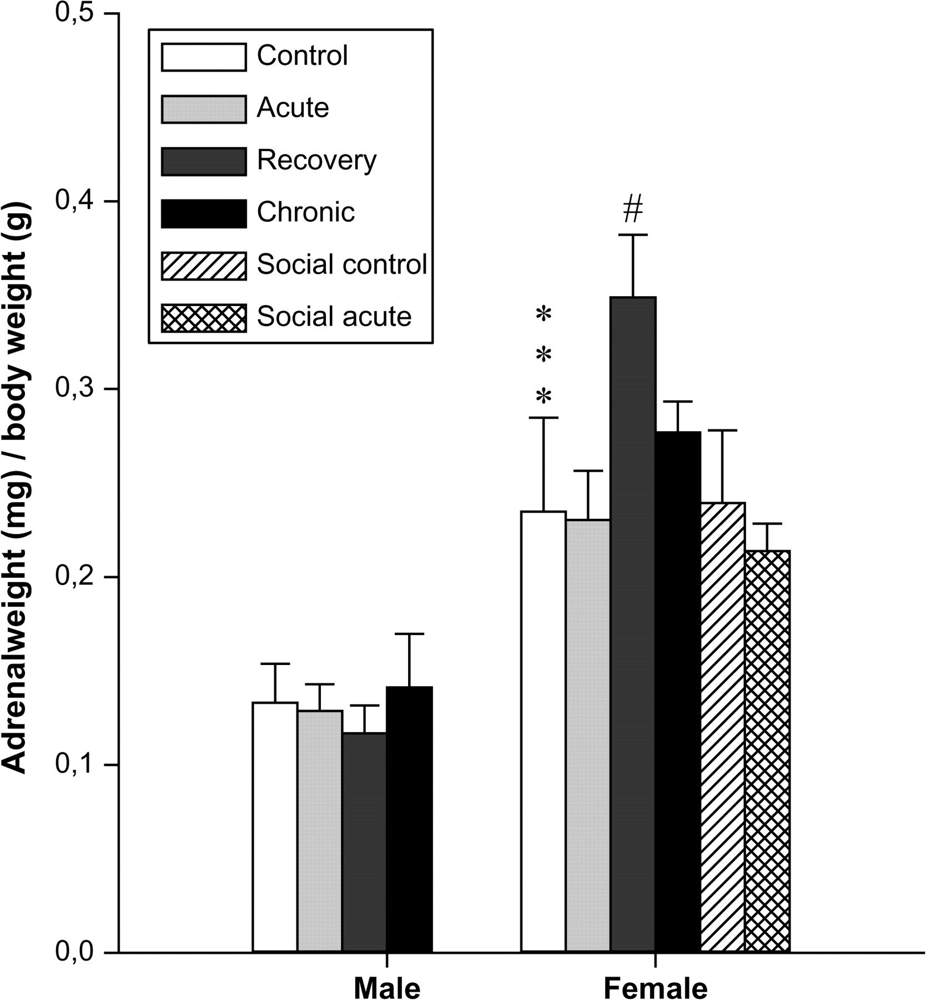 0,5
Control
Acute
Recovery
0,4
Chronic
#
Social control
Social acute
*
*
*
0,3
0,2
0,1
0,0
Adrenalweight (mg) / body weight (g)
Male Female